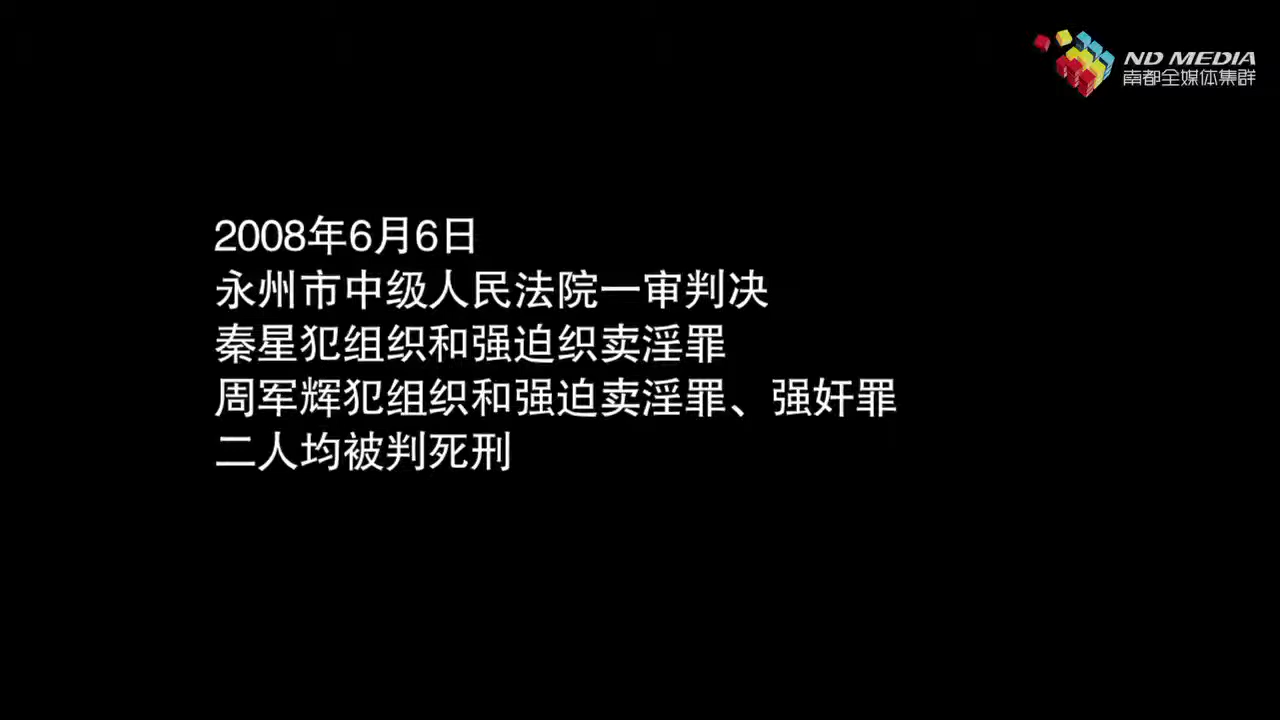 ND MEDIA
南都全媒体集群
2008年6月6日
永州市中级人民法院一审判决
秦星犯组织和强迫织卖淫罪
周军辉犯组织和强迫卖淫罪、强奸罪
二人均被判死刑